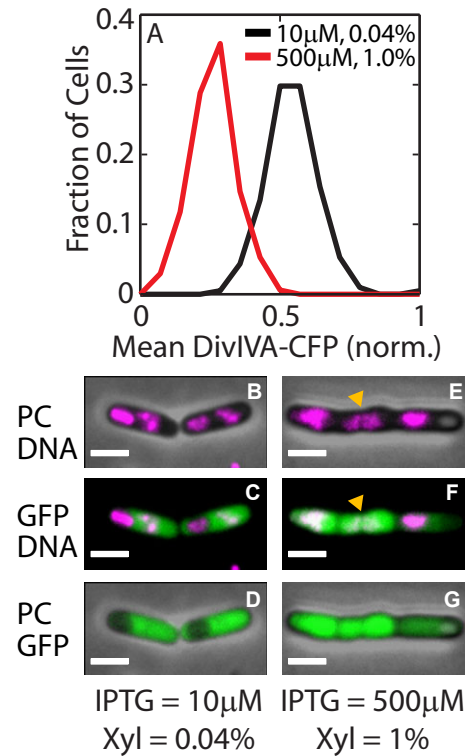 A
10µM, 0.04%
500µM, 1.0%
Fraction of Cells
0.4
0.3
0.2
0.1
0
0
0.5
1
Mean DivIVA-CFP (norm.)
PC
DNA
B
E
GFP
DNA
C
F
PC
GFP
D
G
IPTG = 10µM
Xyl = 0.04%
IPTG = 500µM
Xyl = 1%